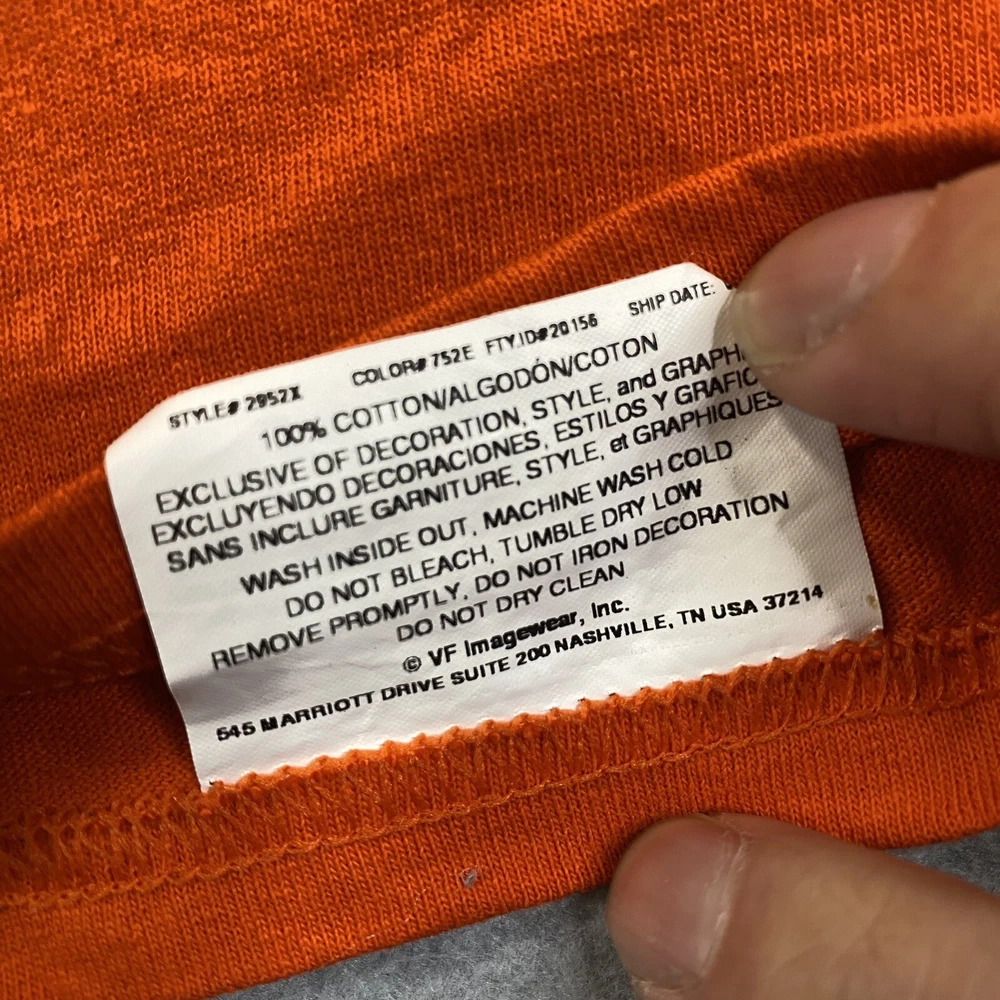 STYLE# 2952X COLOR# 752E FTY.ID#20156 SHIP DATE:
100% COTTON/ALGODÓN/COTON
EXCLUSIVE OF DECORATION, STYLE, and GRAPH
EXCLUYENDO DECORACIONES, ESTILOS Y GRAFIC
SANS INCLURE GARNITURE, STYLE, et GRAPHIQUES
WASH INSIDE OUT, MACHINE WASH COLD
DO NOT BLEACH, TUMBLE DRY LOW
REMOVE PROMPTLY, DO NOT IRON DECORATION
DO NOT DRY CLEAN
© VF Imagewear, Inc.
545 MARRIOTT DRIVE SUITE 200 NASHVILLE, TN USA 37214